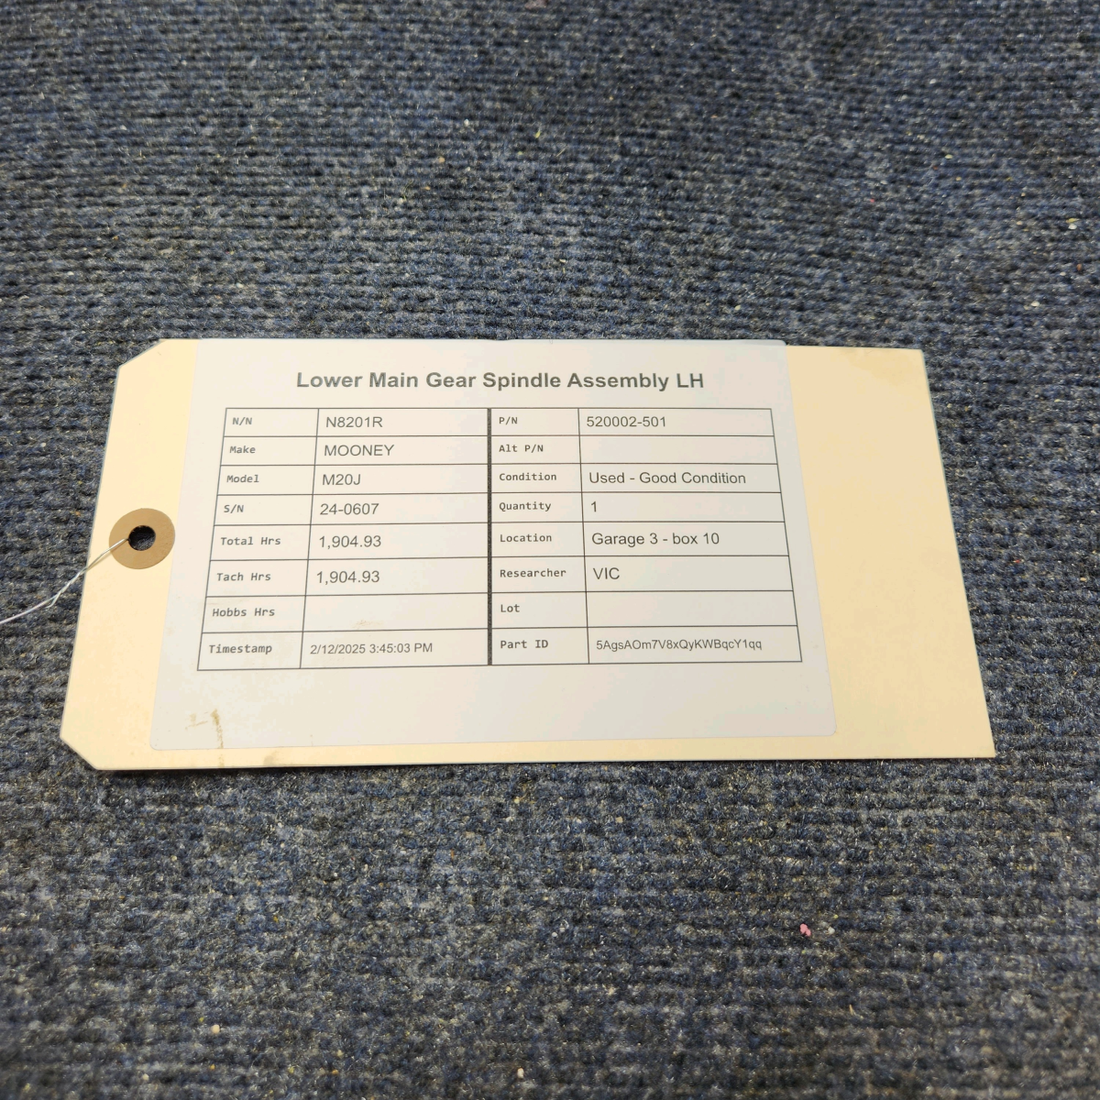 Lower Main Gear Spindle Assembly LH
N/N N8201R P/N 520002-501
Make MOONEY Alt P/N
Model M20J Condition Used - Good Condition
S/N 24-0607 Quantity 1
Total Hrs 1,904.93 Location Garage 3 - box 10
Tach Hrs 1,904.93 Researcher VIC
Hobbs Hrs Lot
Timestamp 2/12/2025 3:45:03 PM Part ID 5AgsAOm7V8xQyKWBqcY1qq